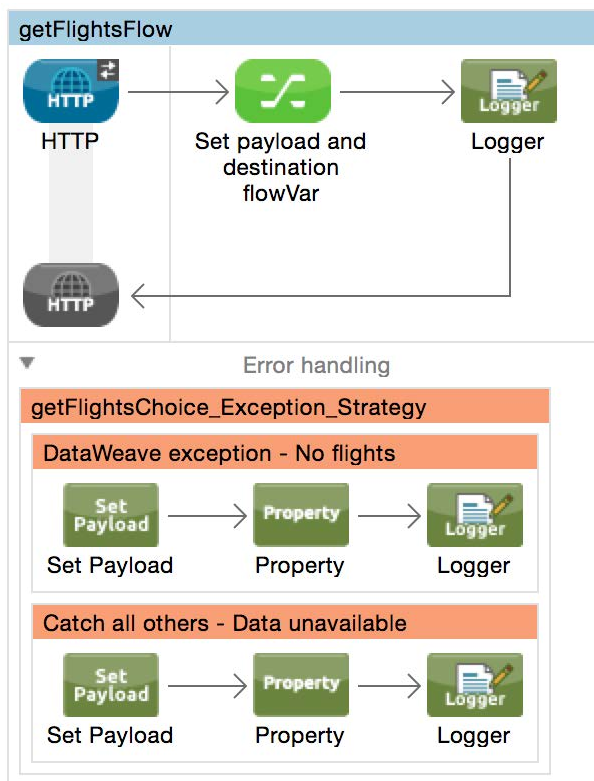 getFlightsFlow
HTTP
Logger
HTTP
Set payload and
destination
flowVar
Logger
HTTP
Error handling
getFlightsChoice_Exception_Strategy
DataWeave exception - No flights
Set
Payload
Property
Logger
Set Payload
Property
Logger
Catch all others - Data unavailable
Set
Payload
Property
Logger
Set Payload
Property
Logger